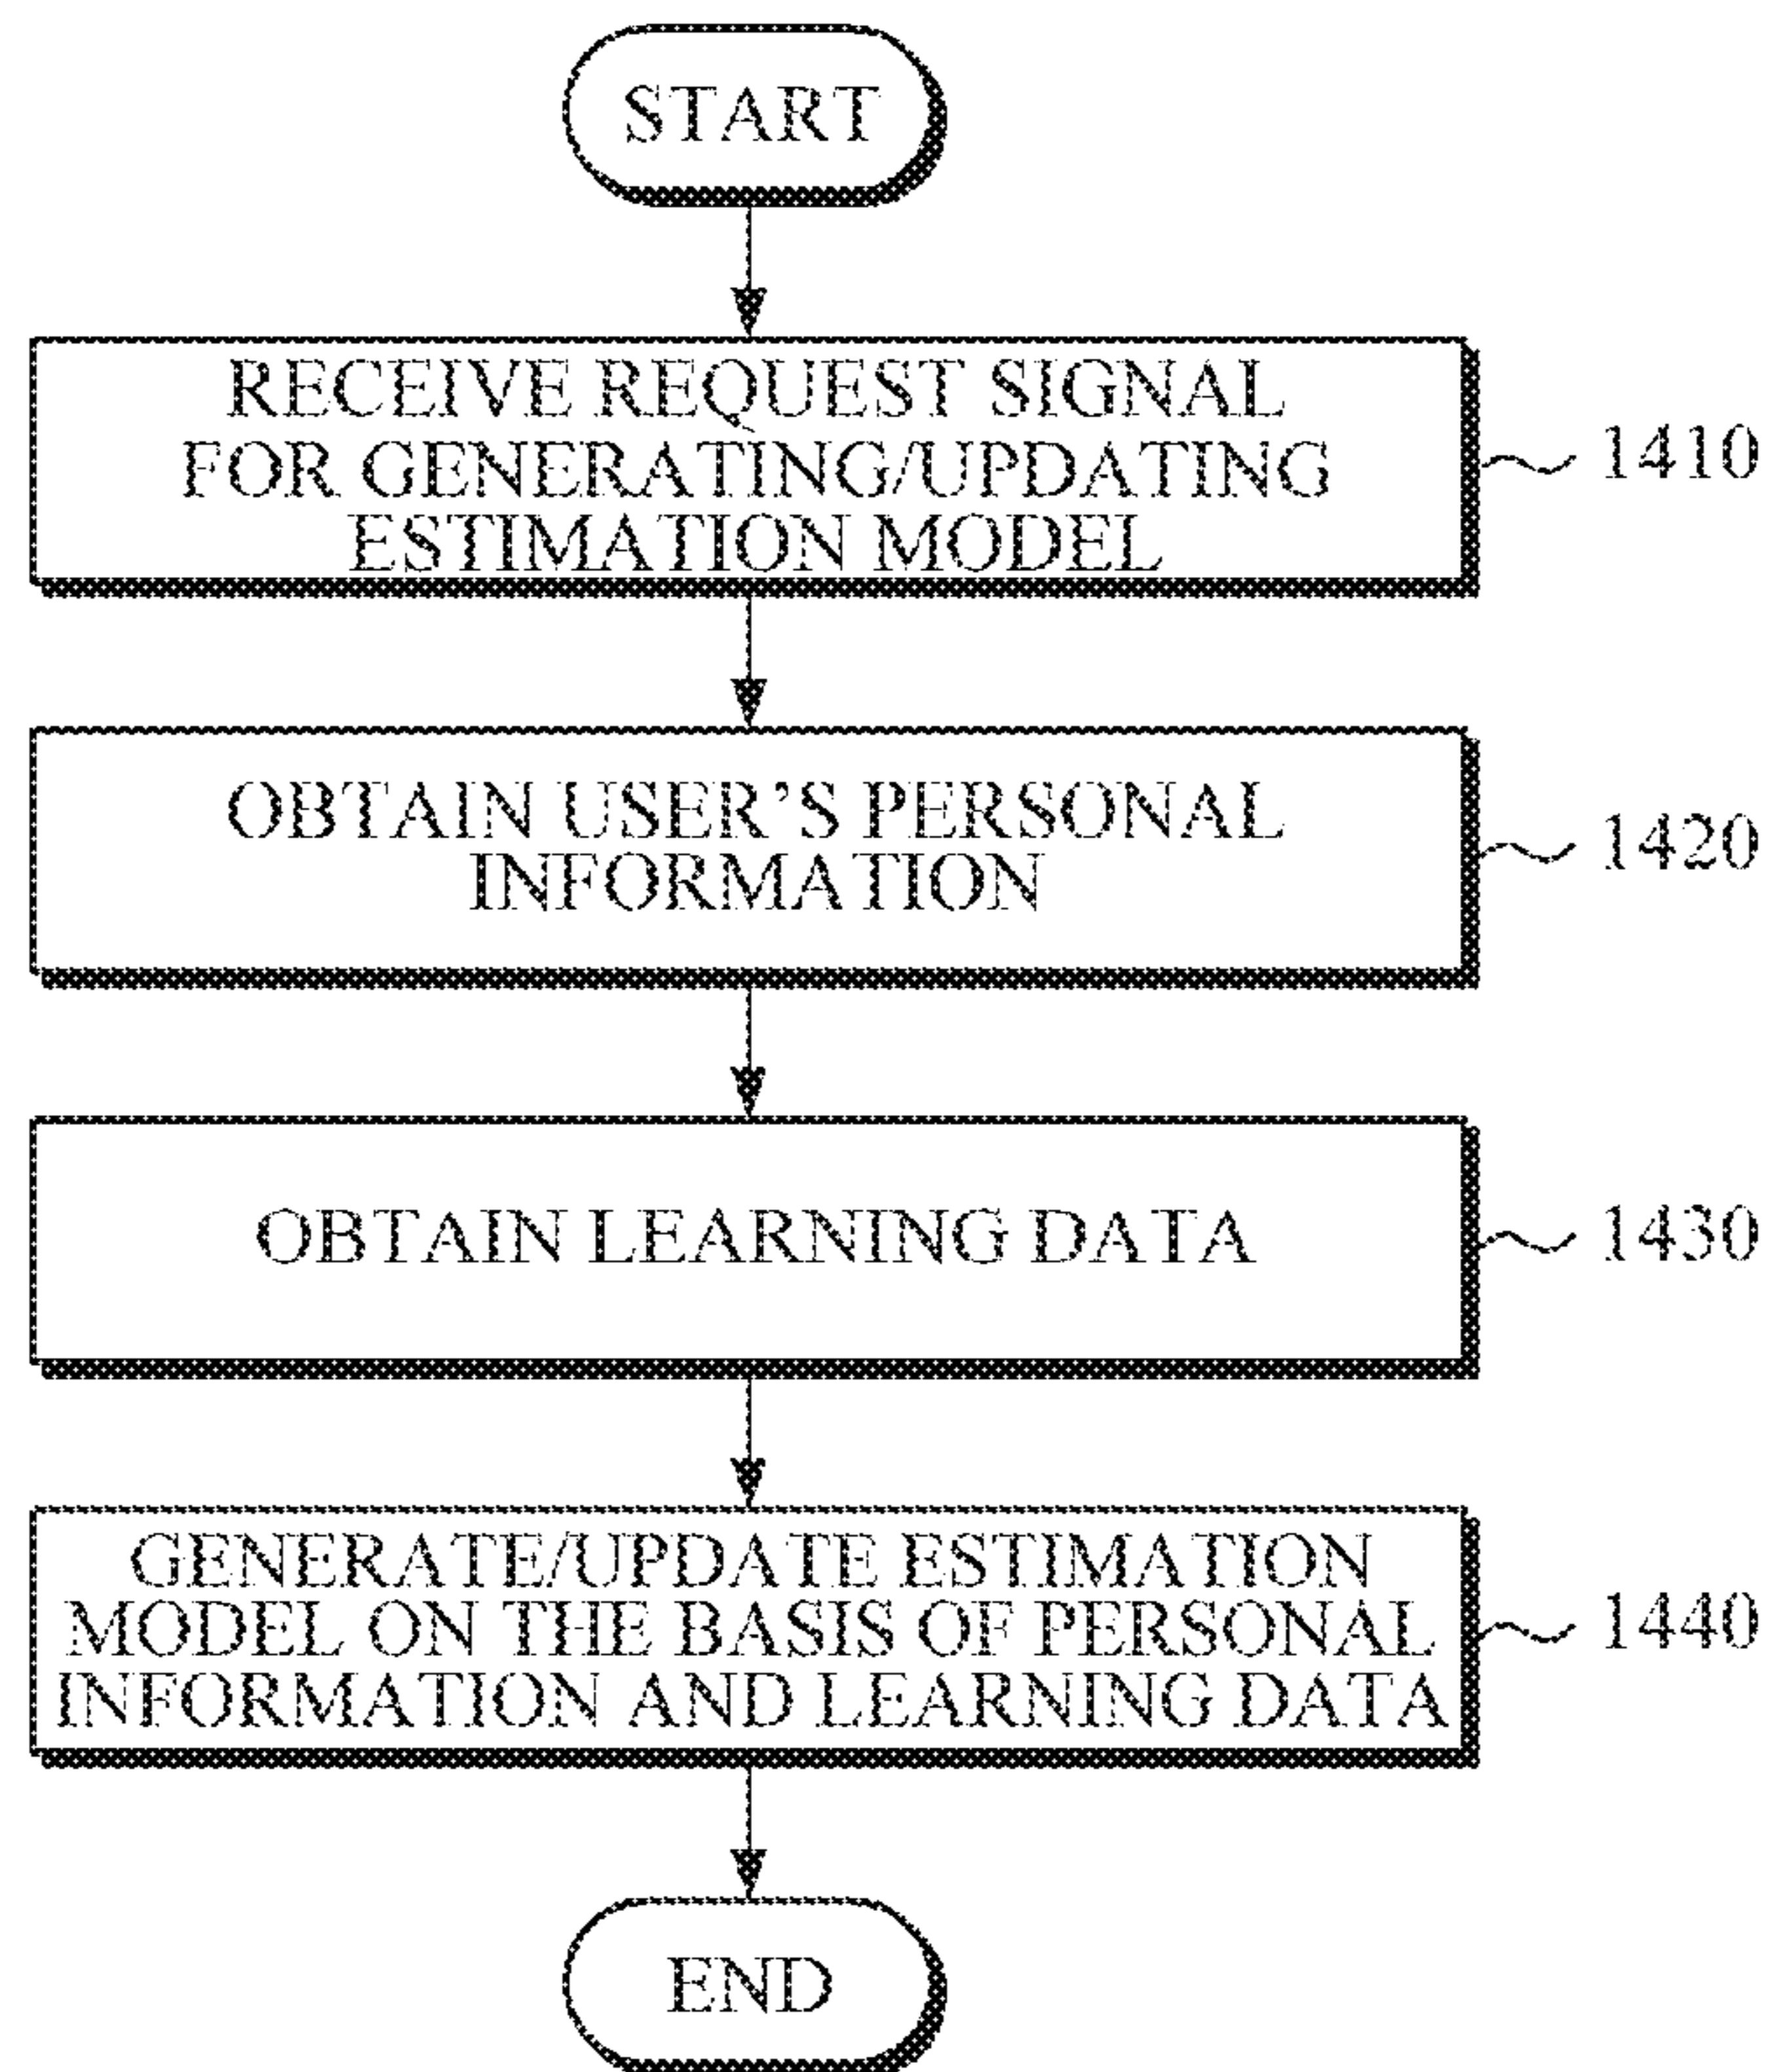 START
RECEIVE REQUEST SIGNAL
FOR GENERATING/UPDATING
ESTIMATION MODEL
1410
OBTAIN USER’S PERSONAL
INFORMATION
1420
OBTAIN LEARNING DATA
1430
GENERATE/UPDATE ESTIMATION
MODEL ON THE BASIS OF PERSONAL
INFORMATION AND LEARNING DATA
1440
END